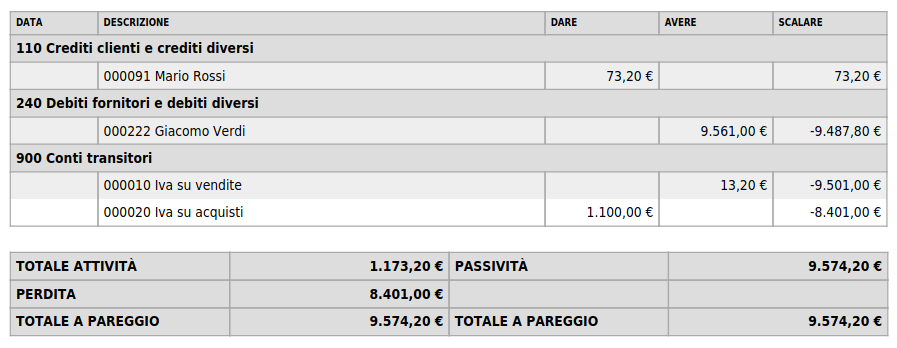 DATA DESCRIZIONE DARE AVERE SCALARE
110 Crediti clienti e crediti diversi
000091 Mario Rossi 73,20 € 73,20 €
240 Debiti fornitori e debiti diversi
000222 Giacomo Verdi 9.561,00 € -9.487,80 €
900 Conti transitori
000010 Iva su vendite 13,20 € -9.501,00 €
000020 Iva su acquisti 1.100,00 € -8.401,00 €
TOTALE ATTIVITÀ 1.173,20 € PASSIVITÀ 9.574,20 €
PERDITA 8.401,00 €
TOTALE A PAREGGIO 9.574,20 € TOTALE A PAREGGIO 9.574,20 €